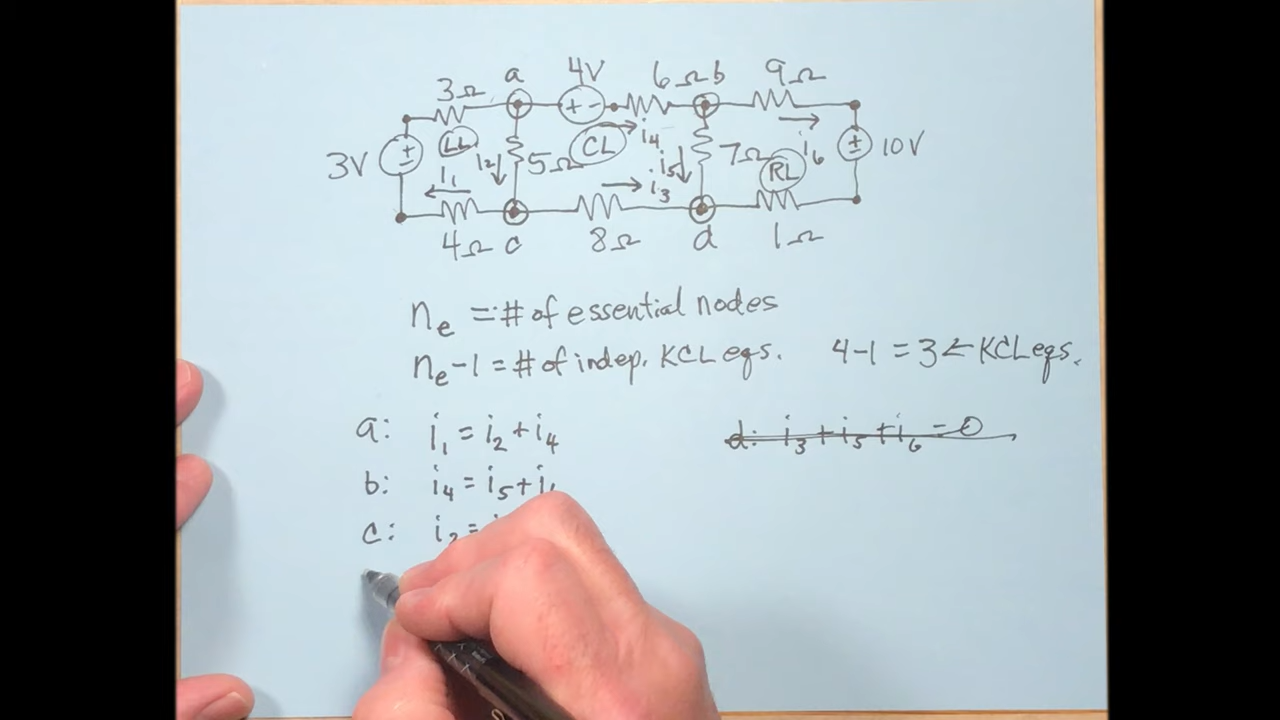 3Ω a 4V 6Ω b 9Ω
3V + − LL i₂ 5Ω + − CL i₄ i₅ 7Ω RL i₆ ± 10V
i₁ i₃
4Ω c 8Ω d 1Ω
nₑ = # of essential nodes
nₑ-1 = # of indep. KCL eqs. 4-1 = 3 ← KCL eqs.
a: i₁ = i₂ + i₄ d: i₃ + i₅ + i₆ = 0
b: i₄ = i₅ +
c: i₂ =